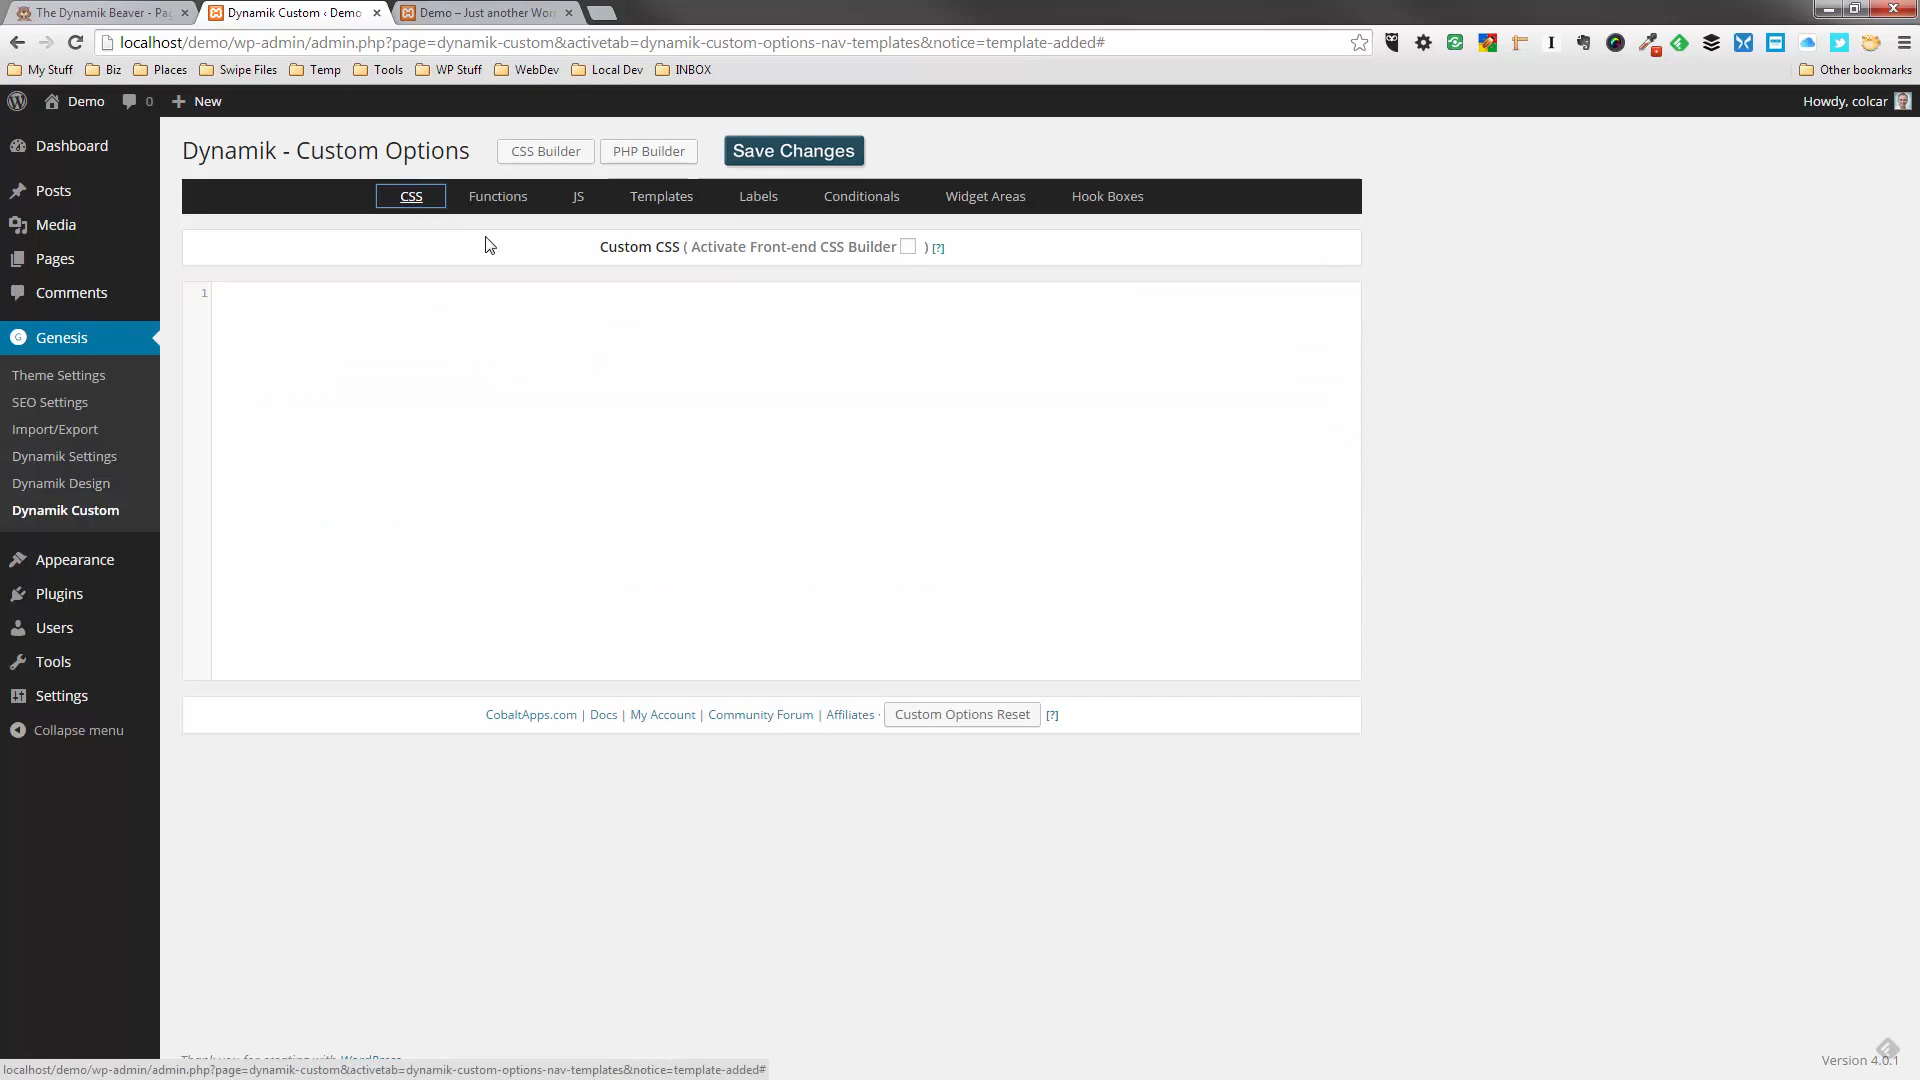 The Dynamik Beaver - Pa
Dynamik Custom ‹ Demo
Demo – Just another Wor
localhost/demo/wp-admin/admin.php?page=dynamik-custom&activetab=dynamik-custom-options-nav-templates&notice=template-added#
My Stuff
Biz
Places
Swipe Files
Temp
Tools
WP Stuff
WebDev
Local Dev
INBOX
Other bookmarks
Demo
0
New
Howdy, colcar
Dashboard
Posts
Media
Pages
Comments
Genesis
Theme Settings
SEO Settings
Import/Export
Dynamik Settings
Dynamik Design
Dynamik Custom
Appearance
Plugins
Users
Tools
Settings
Collapse menu
Dynamik - Custom Options
CSS Builder
PHP Builder
Save Changes
CSS
Functions
JS
Templates
Labels
Conditionals
Widget Areas
Hook Boxes
Custom CSS ( Activate Front-end CSS Builder ) [?]
1
CobaltApps.com | Docs | My Account | Community Forum | Affiliates · Custom Options Reset [?]
Thank you for creating with WordPress.
Version 4.0.1
localhost/demo/wp-admin/admin.php?page=dynamik-custom&activetab=dynamik-custom-options-nav-templates&notice=template-added#